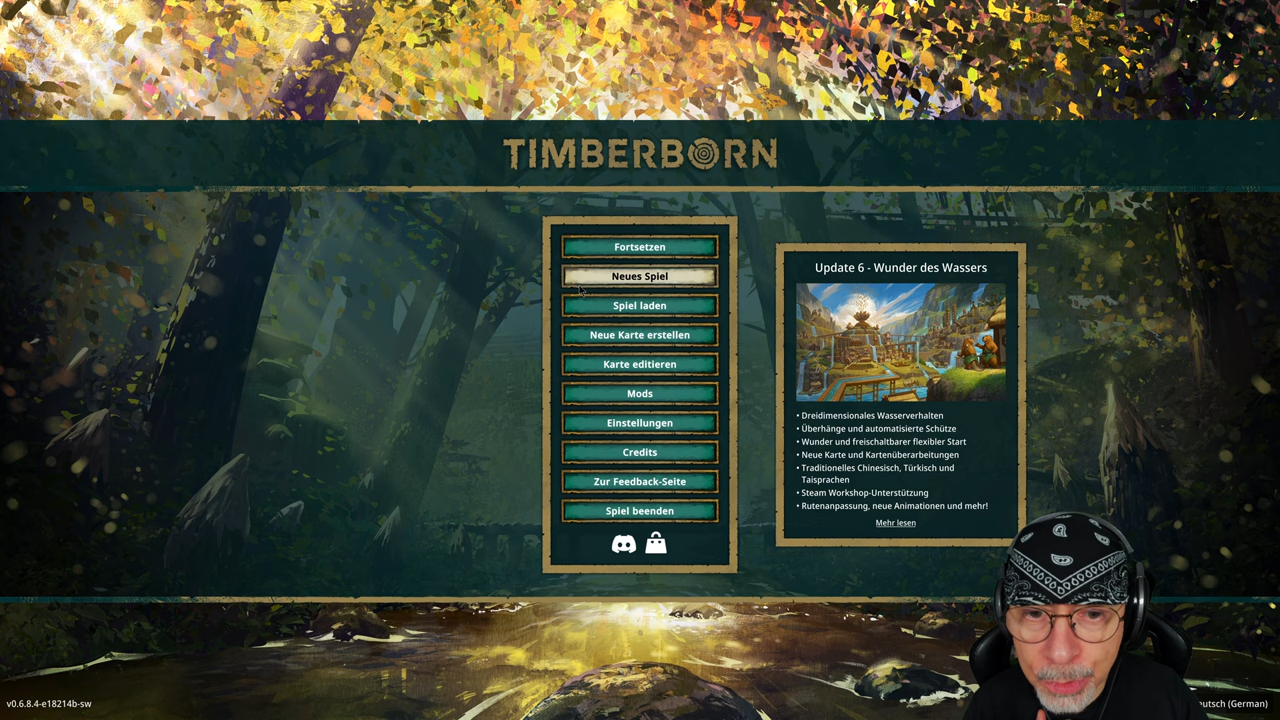 TIMBERBORN
Fortsetzen
Neues Spiel
Spiel laden
Neue Karte erstellen
Karte editieren
Mods
Einstellungen
Credits
Zur Feedback-Seite
Spiel beenden
Update 6 - Wunder des Wassers
• Dreidimensionales Wasserverhalten
• Überhänge und automatisierte Schütze
• Wunder und freischaltbarer flexibler Start
• Neue Karte und Kartenüberarbeitungen
• Traditionelles Chinesisch, Türkisch und
Taisprachen
• Steam Workshop-Unterstützung
• Rutenanpassung, neue Animationen und mehr!
Mehr lesen
v0.6.8.4-e18214b-sw
eutsch (German)